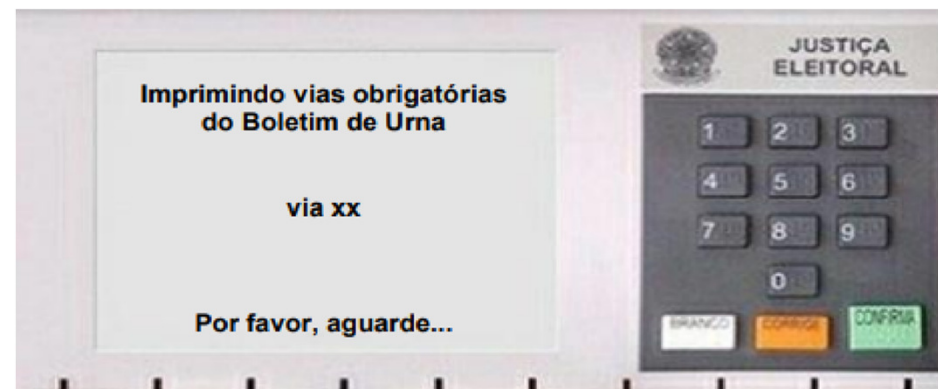 Imprimindo vias obrigatórias
do Boletim de Urna
via xx
Por favor, aguarde...
JUSTIÇA
ELEITORAL
1 2 3
4 5 6
7 8 9
0
BRANCO CORRIGE CONFIRMA